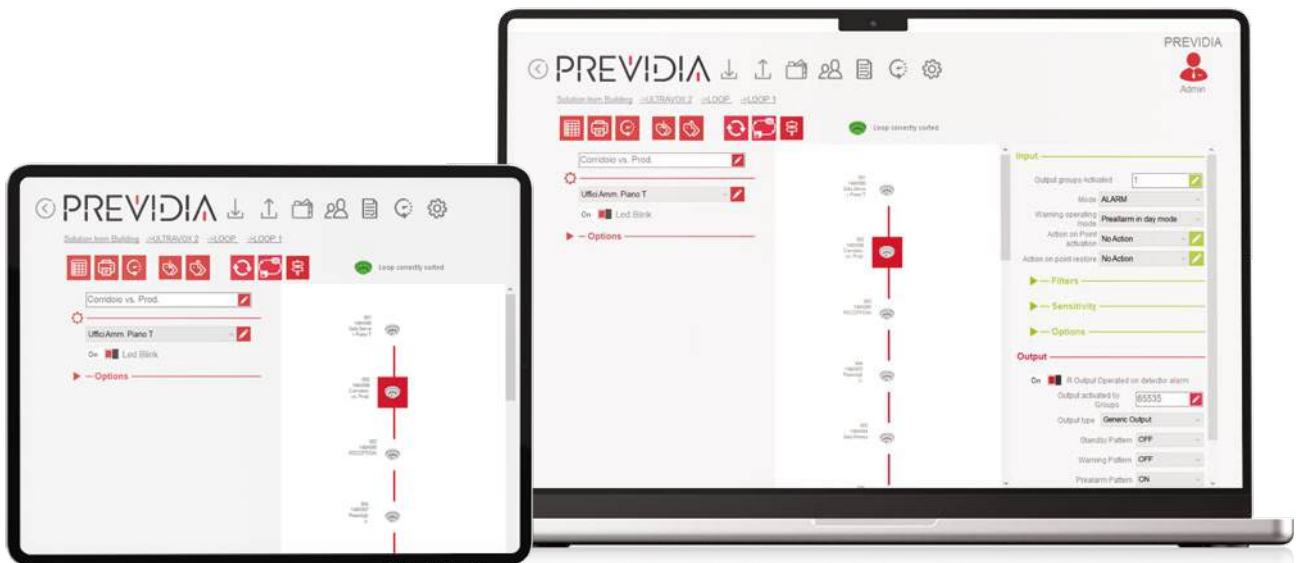 PREVIDIA
Solution from Building ->ULTRAVOX 2 ->LOOP ->LOOP 1
Loop correctly sorted
Corridoio vs. Prod.
Uffici Amm. Piano T
On Led Blink
Options
RECEPTION
PREVIDIA
PREVIDIA
Admin
Solution from Building ->ULTRAVOX 2 ->LOOP ->LOOP 1
Loop correctly sorted
Corridoio vs. Prod.
Uffici Amm. Piano T
On Led Blink
Options
RECEPTION
Input
Output groups Activated 1
Mode ALARM
Warning operating mode Preallarm in day mode
Action on Point activation No Action
Action on point restore No Action
Filters
Sensitivity
Options
Output
On R Output Operated on detector alarm
Output activated by Groups 65535
Output type Generic Output
Standby Pattern OFF
Warning Pattern OFF
Prealarm Pattern ON